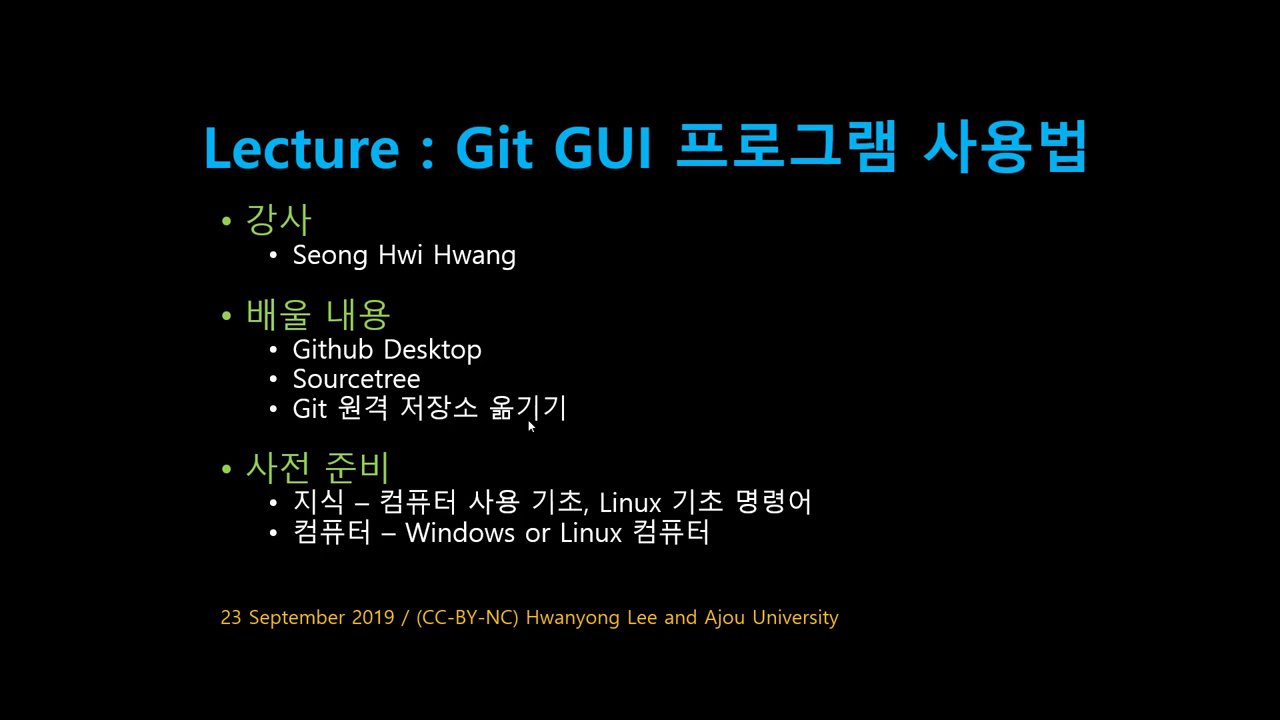 Lecture : Git GUI 프로그램 사용법
• 강사
• Seong Hwi Hwang
• 배울 내용
• Github Desktop
• Sourcetree
• Git 원격 저장소 옮기기
• 사전 준비
• 지식 – 컴퓨터 사용 기초, Linux 기초 명령어
• 컴퓨터 – Windows or Linux 컴퓨터
23 September 2019 / (CC-BY-NC) Hwanyong Lee and Ajou University